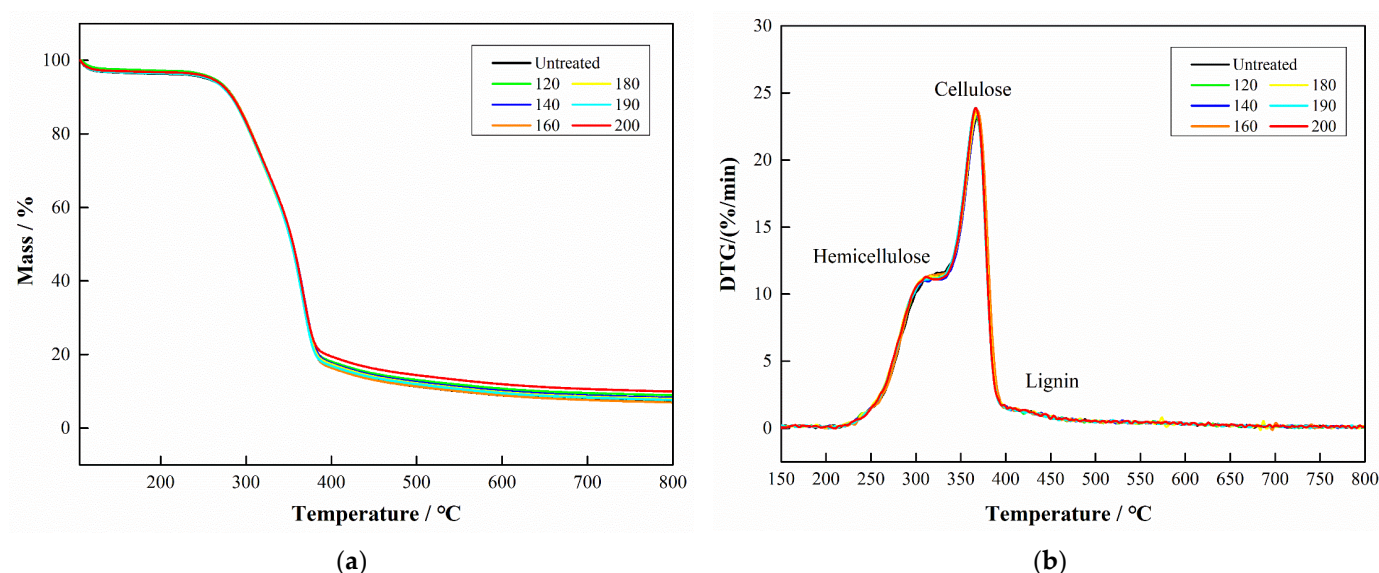 100
80
60
40
20
0
Mass / %
Untreated
120 180
140 190
160 200
200 300 400 500 600 700 800
Temperature / °C
(a)
30
25
20
15
10
5
0
DTG/(%/min)
Untreated
120 180
140 190
160 200
Cellulose
Hemicellulose
Lignin
150 200 250 300 350 400 450 500 550 600 650 700 750 800
Temperature / °C
(b)